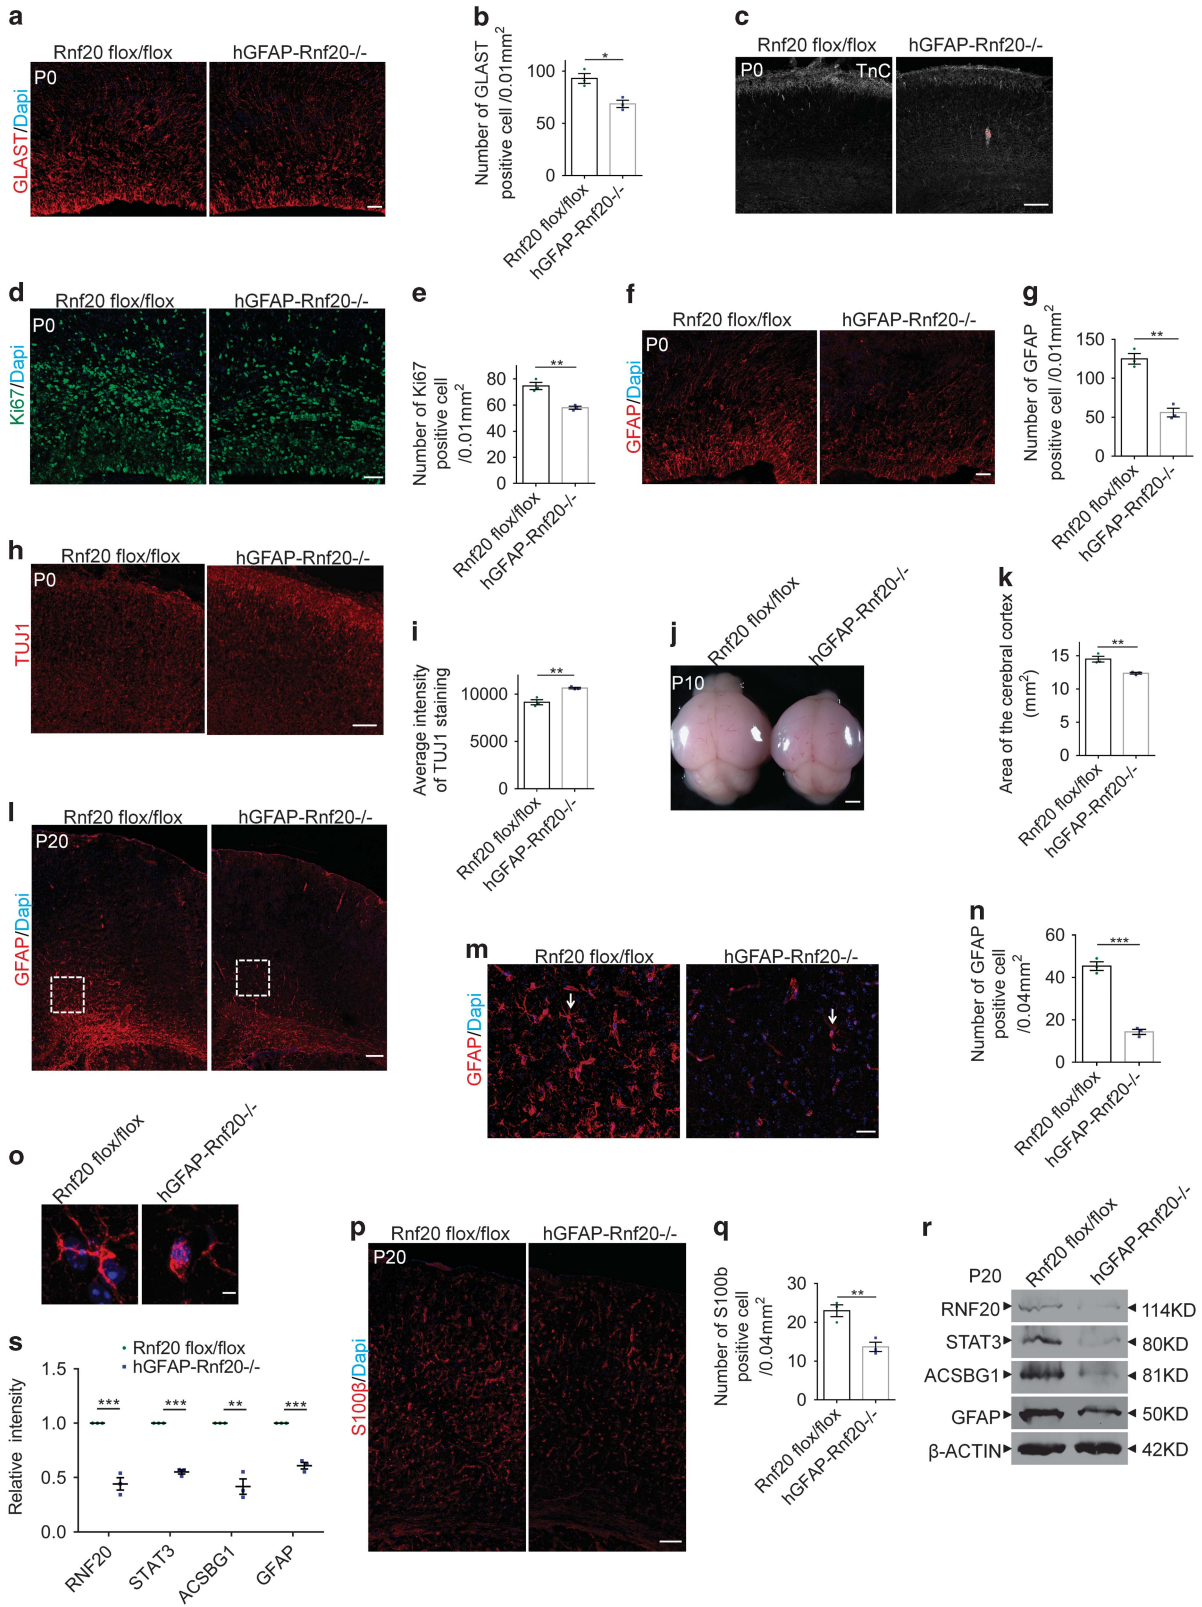 a
Rnf20 flox/flox
hGFAP-Rnf20-/-
P0
GLAST/Dapi
b
*
100
50
0
Number of GLAST
positive cell /0.01mm2
Rnf20 flox/flox
hGFAP-Rnf20-/-
c
Rnf20 flox/flox
hGFAP-Rnf20-/-
P0
TnC
d
Rnf20 flox/flox
hGFAP-Rnf20-/-
P0
Ki67/Dapi
e
**
80
60
40
20
0
Number of Ki67
positive cell
/0.01mm2
Rnf20 flox/flox
hGFAP-Rnf20-/-
f
Rnf20 flox/flox
hGFAP-Rnf20-/-
P0
GFAP/Dapi
g
**
150
100
50
0
Number of GFAP
positive cell /0.01mm2
Rnf20 flox/flox
hGFAP-Rnf20-/-
h
Rnf20 flox/flox
hGFAP-Rnf20-/-
P0
TUJ1
i
**
10000
5000
0
Average intensity
of TUJ1 staining
Rnf20 flox/flox
hGFAP-Rnf20-/-
j
Rnf20 flox/flox
hGFAP-Rnf20-/-
P10
k
**
15
10
5
0
Area of the cerebral cortex
(mm2)
Rnf20 flox/flox
hGFAP-Rnf20-/-
l
Rnf20 flox/flox
hGFAP-Rnf20-/-
P20
GFAP/Dapi
m
Rnf20 flox/flox
hGFAP-Rnf20-/-
GFAP/Dapi
n
***
60
40
20
0
Number of GFAP
positive cell
/0.04mm2
Rnf20 flox/flox
hGFAP-Rnf20-/-
o
Rnf20 flox/flox
hGFAP-Rnf20-/-
p
Rnf20 flox/flox
hGFAP-Rnf20-/-
P20
S100β/Dapi
q
**
30
20
10
0
Number of S100b
positive cell
/0.04mm2
Rnf20 flox/flox
hGFAP-Rnf20-/-
r
Rnf20 flox/flox
hGFAP-Rnf20-/-
P20
RNF20 114KD
STAT3 80KD
ACSBG1 81KD
GFAP 50KD
β-ACTIN 42KD
s
Rnf20 flox/flox
hGFAP-Rnf20-/-
*** *** ** ***
1.5
1.0
0.5
0.0
Relative intensity
RNF20
STAT3
ACSBG1
GFAP